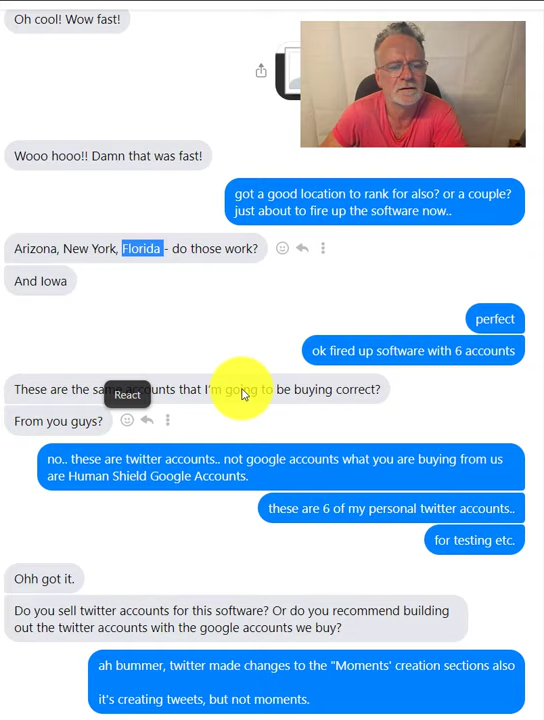 Oh cool! Wow fast!
Wooo hooo!! Damn that was fast!
got a good location to rank for also? or a couple?
just about to fire up the software now..
Arizona, New York, Florida - do those work?
And Iowa
perfect
ok fired up software with 6 accounts
These are the same accounts that I'm going to be buying correct?
React
From you guys?
no.. these are twitter accounts.. not google accounts what you are buying from us
are Human Shield Google Accounts.
these are 6 of my personal twitter accounts..
for testing etc.
Ohh got it.
Do you sell twitter accounts for this software? Or do you recommend building
out the twitter accounts with the google accounts we buy?
ah bummer, twitter made changes to the "Moments' creation sections also
it's creating tweets, but not moments.